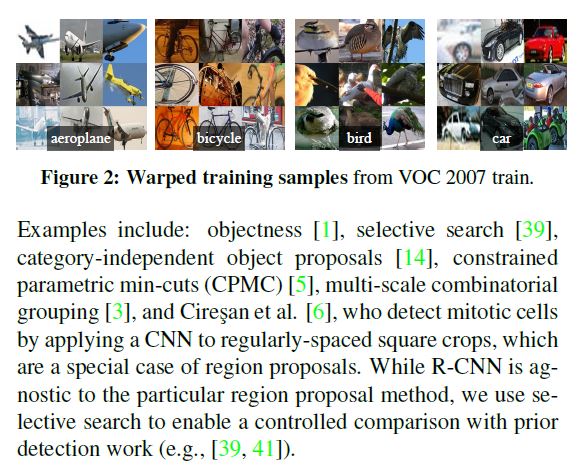 aeroplane bicycle bird car
Figure 2: Warped training samples from VOC 2007 train.
Examples include: objectness [1], selective search [39],
category-independent object proposals [14], constrained
parametric min-cuts (CPMC) [5], multi-scale combinatorial
grouping [3], and Cireşan et al. [6], who detect mitotic cells
by applying a CNN to regularly-spaced square crops, which
are a special case of region proposals. While R-CNN is ag-
nostic to the particular region proposal method, we use se-
lective search to enable a controlled comparison with prior
detection work (e.g., [39, 41]).